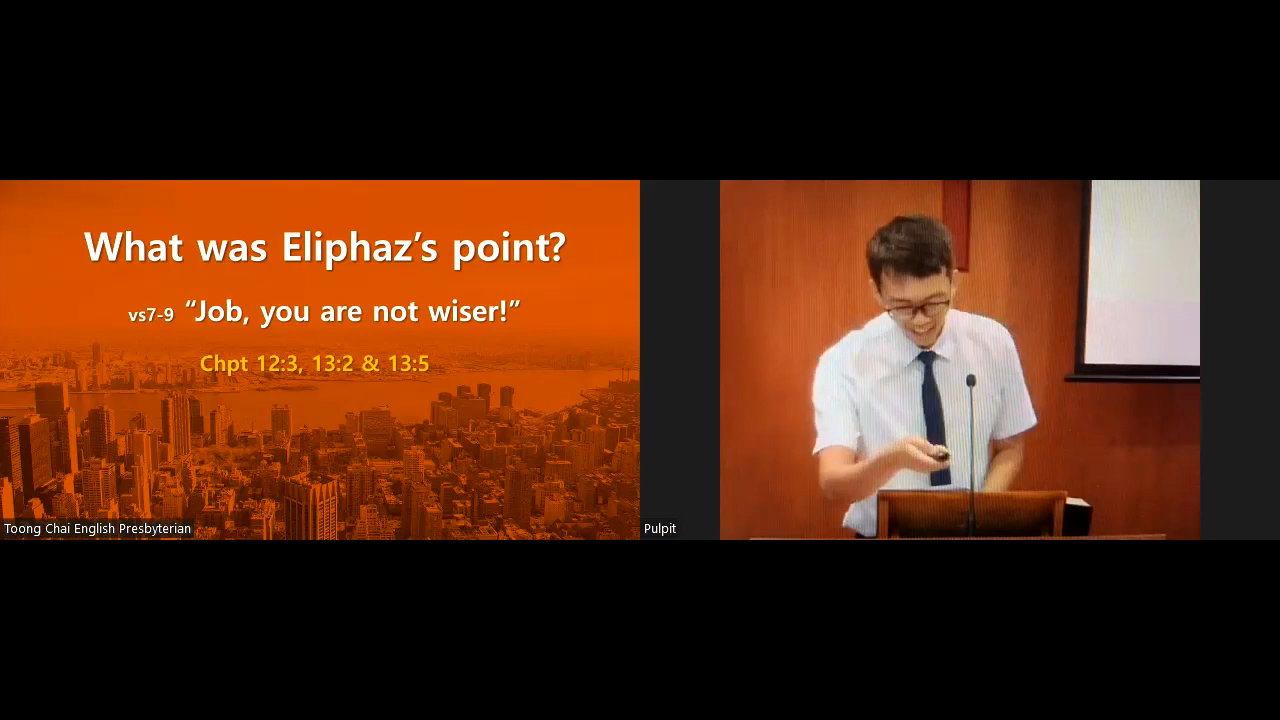 What was Eliphaz’s point?
vs7-9 “Job, you are not wiser!”
Chpt 12:3, 13:2 & 13:5
Toong Chai English Presbyterian
Pulpit